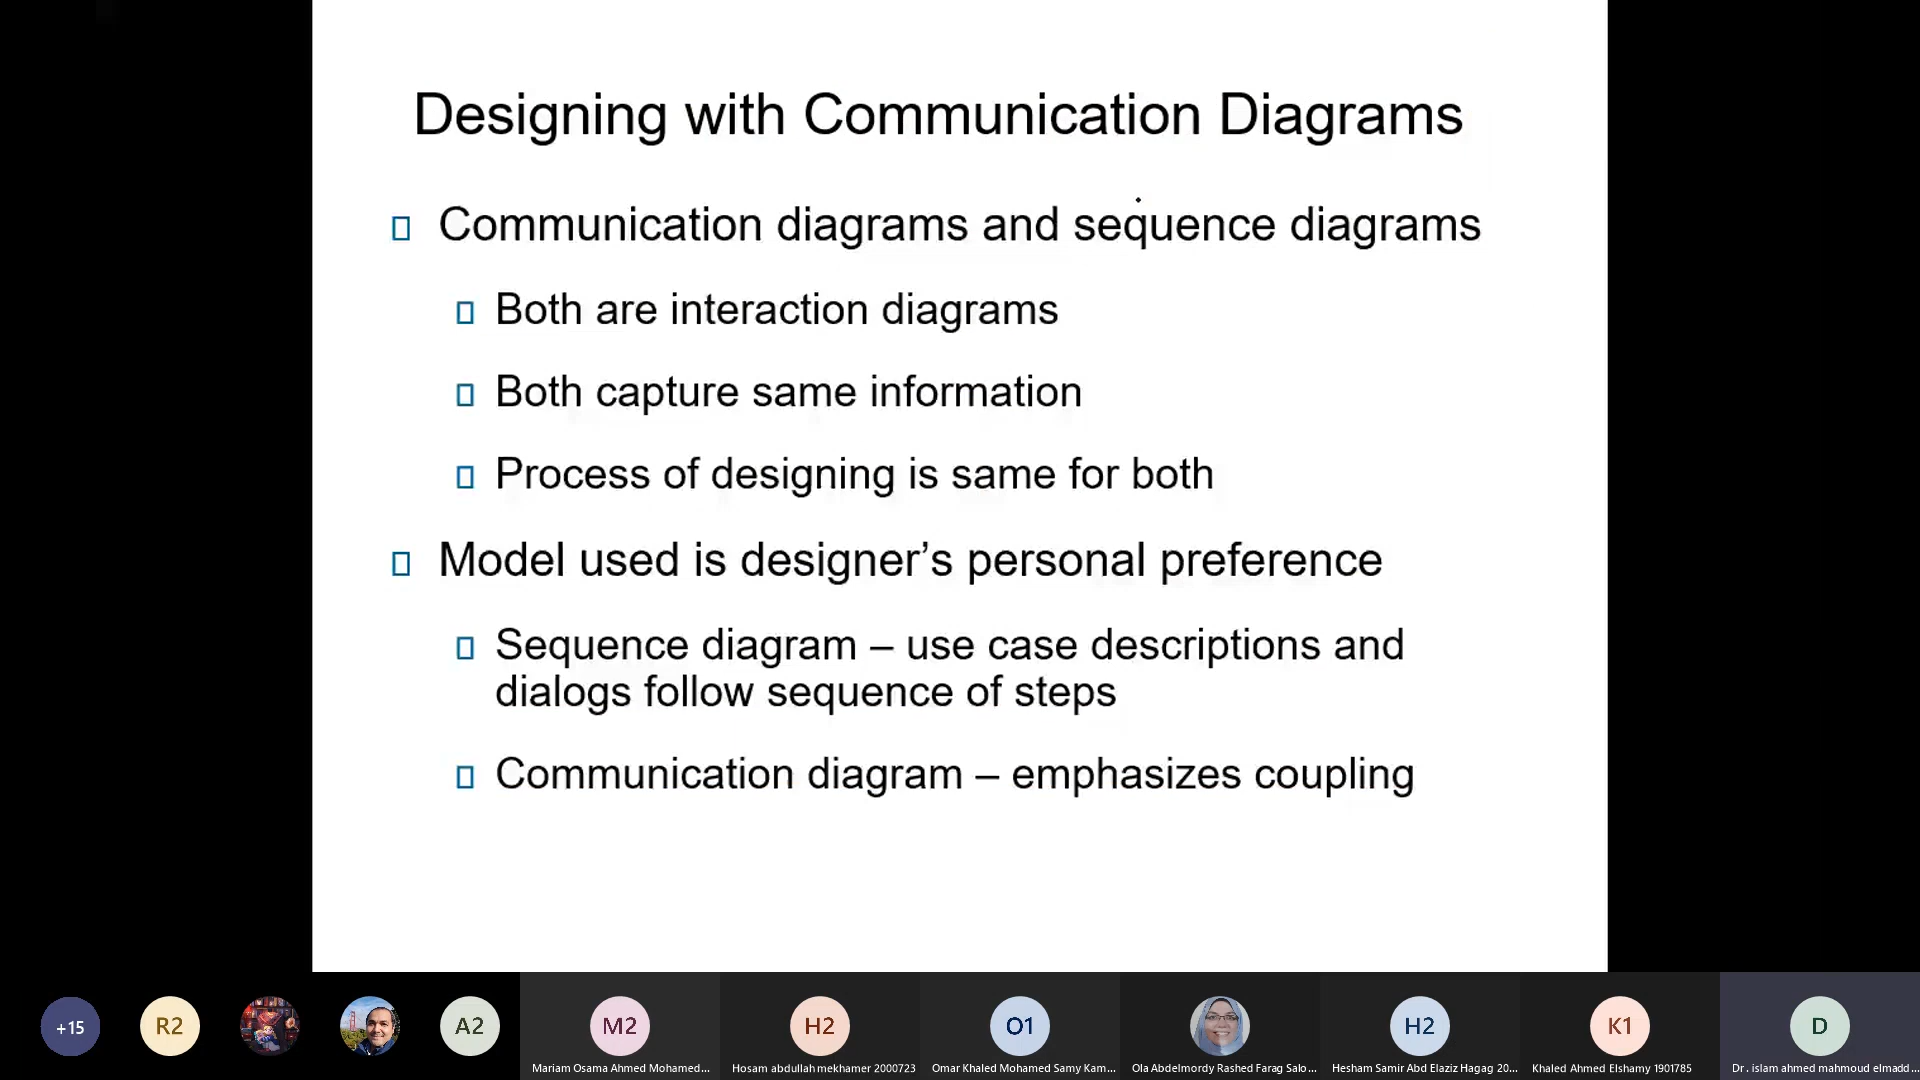 Designing with Communication Diagrams
Communication diagrams and sequence diagrams
Both are interaction diagrams
Both capture same information
Process of designing is same for both
Model used is designer’s personal preference
Sequence diagram – use case descriptions and
dialogs follow sequence of steps
Communication diagram – emphasizes coupling
+15
R2
A2
M2
H2
O1
H2
K1
D
Mariam Osama Ahmed Mohamed...
Hosam abdullah mekhamer 2000723
Omar Khaled Mohamed Samy Kam...
Ola Abdelmordy Rashed Farag Salo...
Hesham Samir Abd Elaziz Hagag 20...
Khaled Ahmed Elshamy 1901785
Dr. islam ahmed mahmoud elmadd...